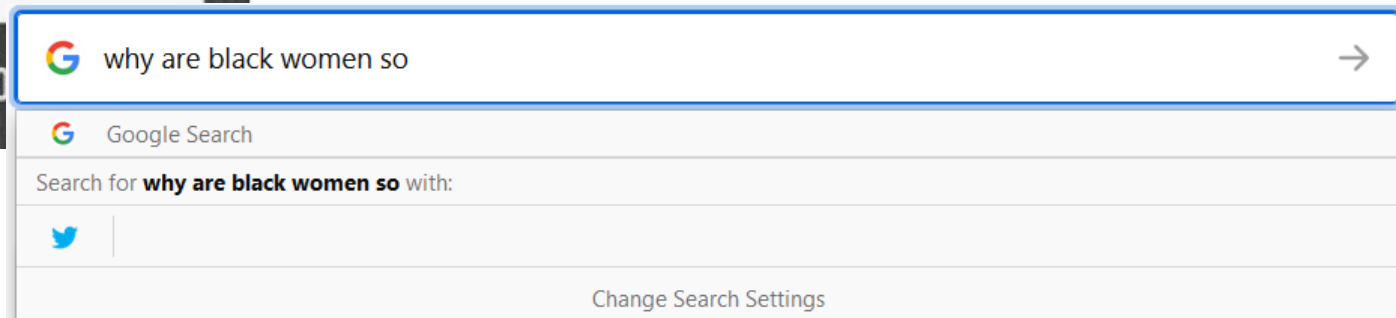 why are black women so
Google Search
Search for why are black women so with:
Change Search Settings